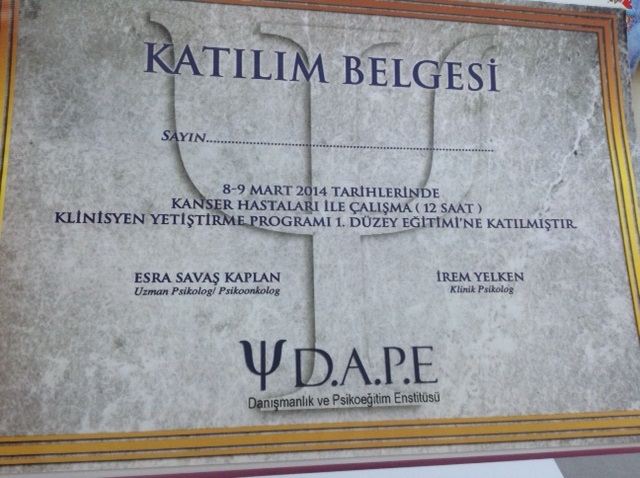 KATILIM BELGESİ
SAYIN................................................................
8-9 MART 2014 TARİHLERİNDE
KANSER HASTALARI İLE ÇALIŞMA ( 12 SAAT )
KLİNİSYEN YETİŞTİRME PROGRAMI 1. DÜZEY EĞİTİMİ'NE KATILMIŞTIR.
ESRA SAVAŞ KAPLAN
Uzman Psikolog/ Psikoonkolog
İREM YELKEN
Klinik Psikolog
Ψ D.A.P.E
Danışmanlık ve Psikoeğitim Enstitüsü